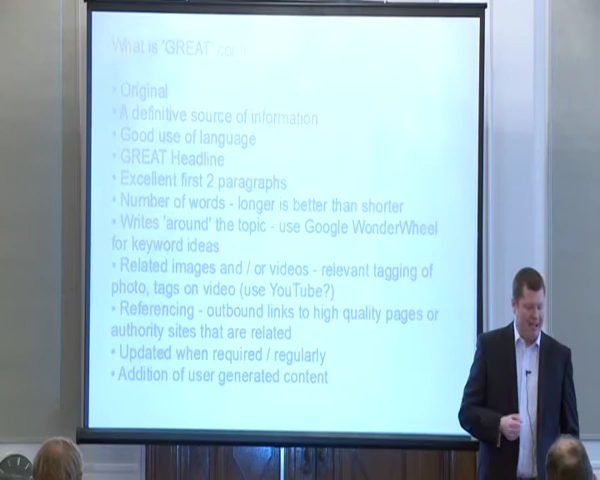 What is 'GREAT' cont
• Original
• A definitive source of information
• Good use of language
• GREAT Headline
• Excellent first 2 paragraphs
• Number of words - longer is better than shorter
• Writes 'around' the topic - use Google WonderWheel
for keyword ideas
• Related images and / or videos - relevant tagging of
photo, tags on video (use YouTube?)
• Referencing - outbound links to high quality pages or
authority sites that are related
• Updated when required / regularly
• Addition of user generated content